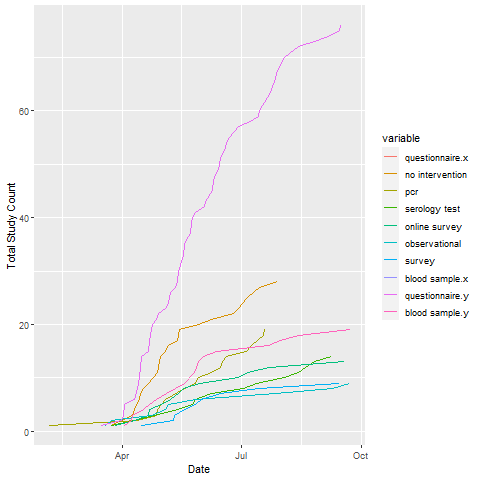 Total Study Count
60
40
20
0
Apr
Jul
Oct
Date
variable
questionnaire.x
no intervention
pcr
serology test
online survey
observational
survey
blood sample.x
questionnaire.y
blood sample.y